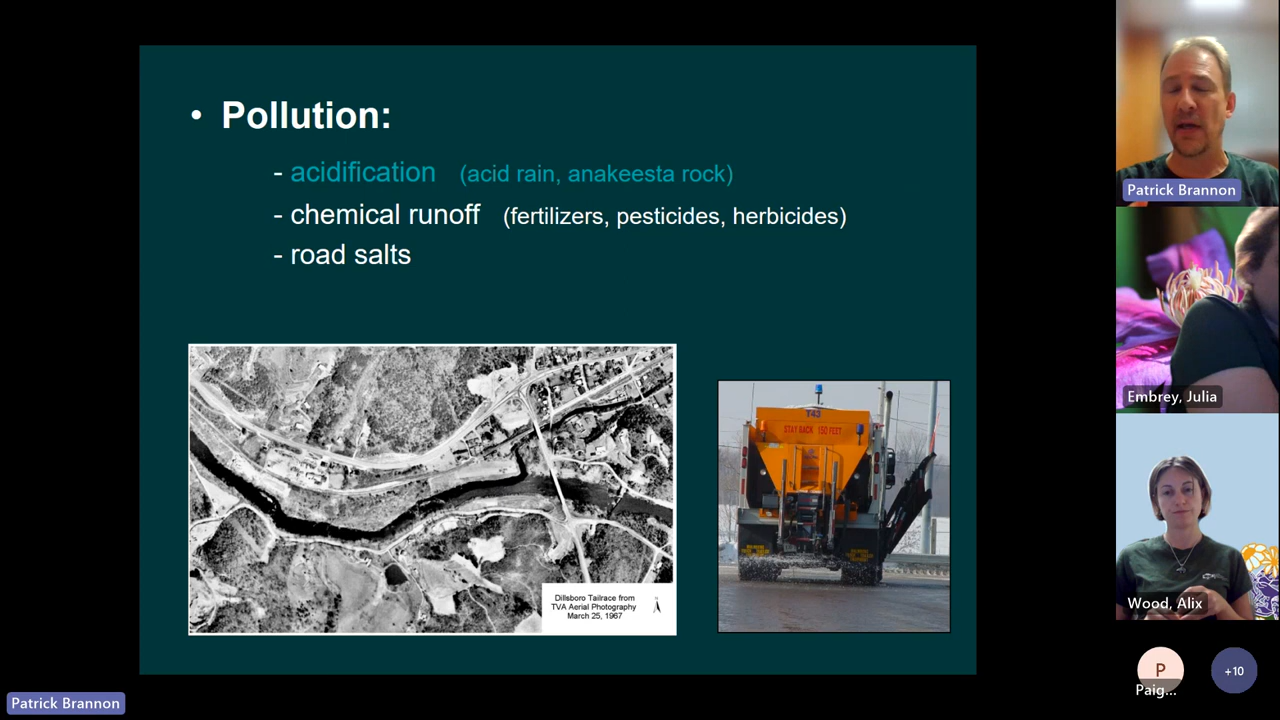 • Pollution:
- acidification (acid rain, anakeesta rock)
- chemical runoff (fertilizers, pesticides, herbicides)
- road salts
Dillsboro Tailrace from
TVA Aerial Photography
March 25, 1967
T43
STAY BACK 150 FEET
Patrick Brannon
Embrey, Julia
Wood, Alix
P
Paig...
+10
Patrick Brannon